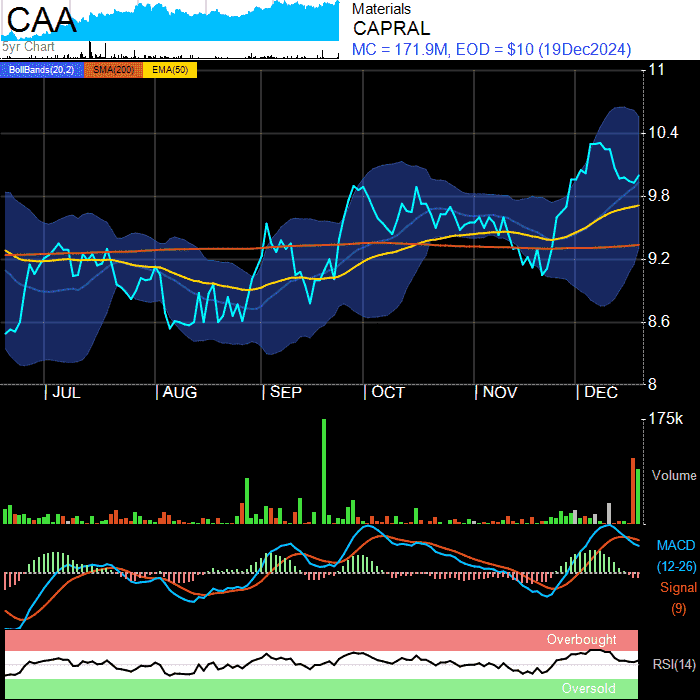 CAA
5yr Chart
Materials
CAPRAL
MC = 171.9M, EOD = $10 (19Dec2024)
BollBands(20,2) SMA(200) EMA(50)
11
10.4
9.8
9.2
8.6
8
| JUL | AUG | SEP | OCT | NOV | DEC
175k
Volume
MACD
(12-26)
Signal
(9)
Overbought
RSI(14)
Oversold